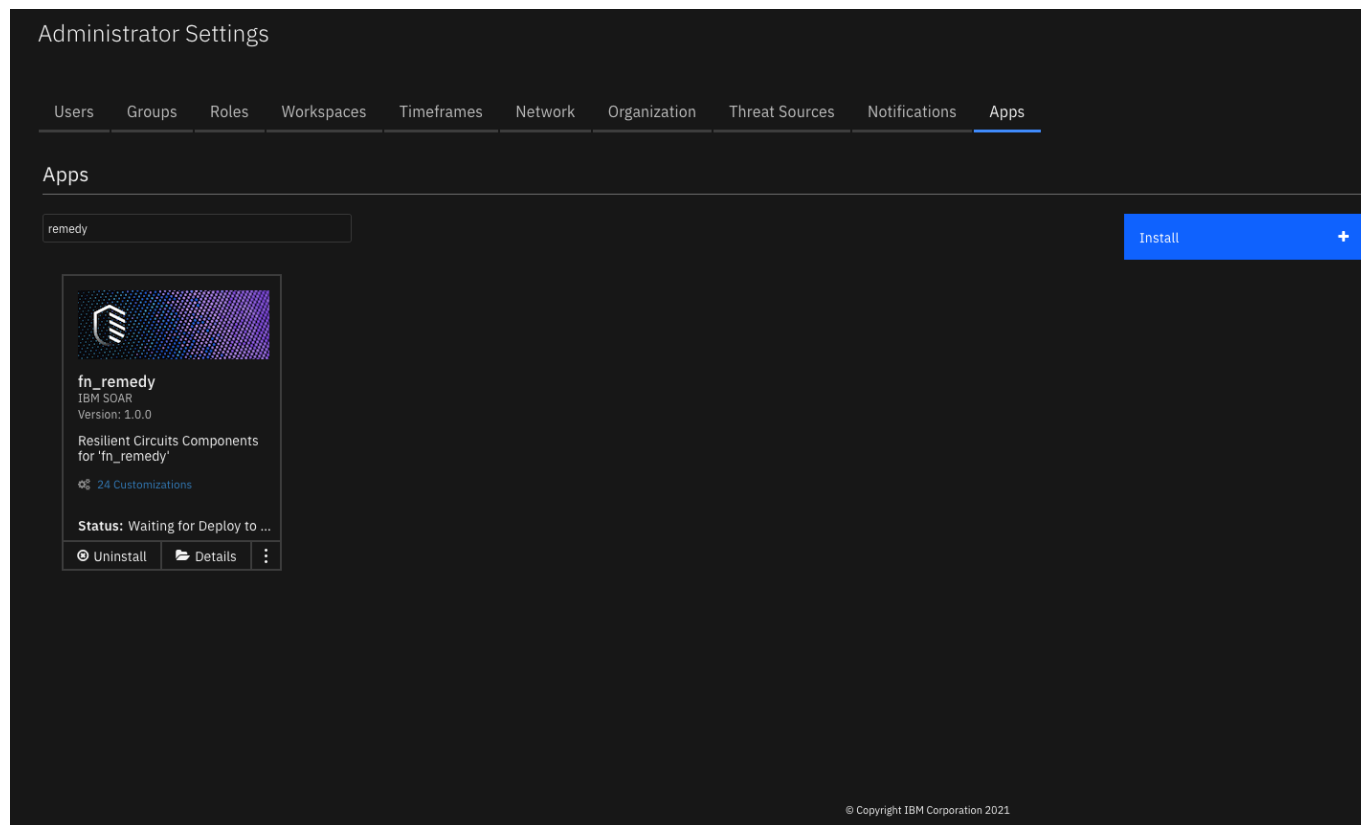 Administrator Settings
Users Groups Roles Workspaces Timeframes Network Organization Threat Sources Notifications Apps
Apps
remedy
Install +
fn_remedy
IBM SOAR
Version: 1.0.0
Resilient Circuits Components
for 'fn_remedy'
24 Customizations
Status: Waiting for Deploy to ...
Uninstall Details
© Copyright IBM Corporation 2021